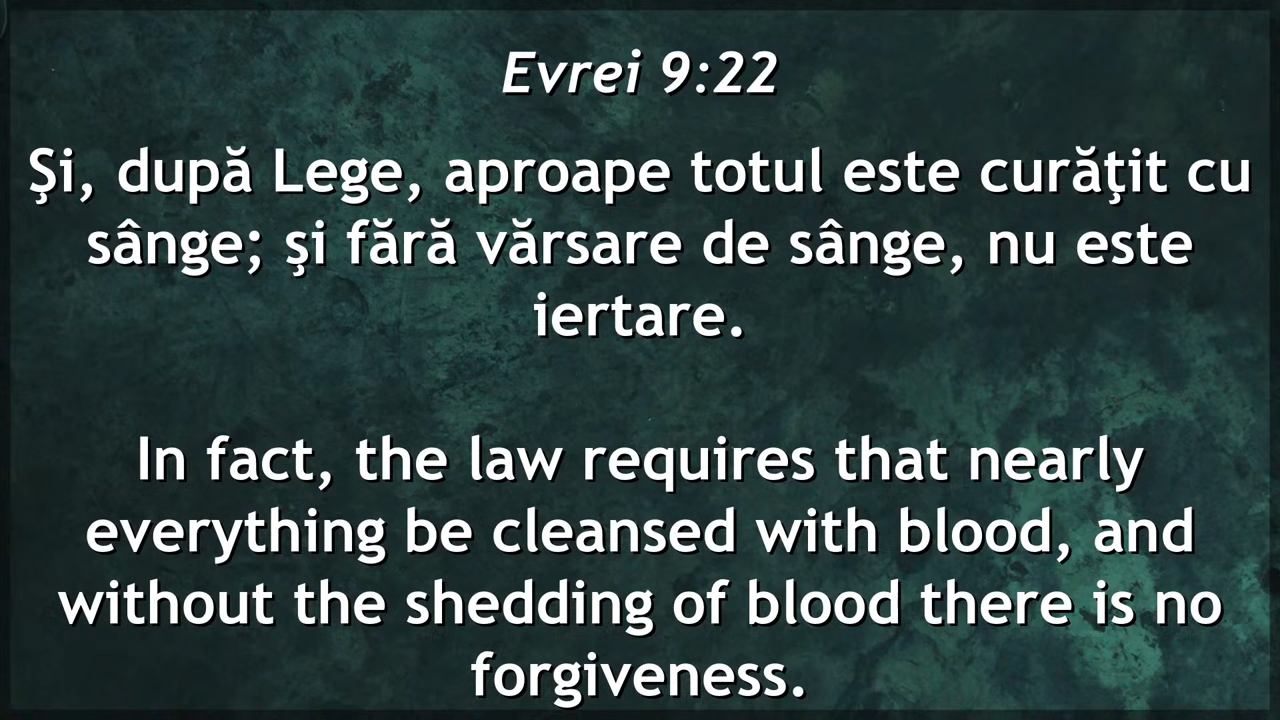 Evrei 9:22
Şi, după Lege, aproape totul este curăţit cu
sânge; şi fără vărsare de sânge, nu este
iertare.
In fact, the law requires that nearly
everything be cleansed with blood, and
without the shedding of blood there is no
forgiveness.